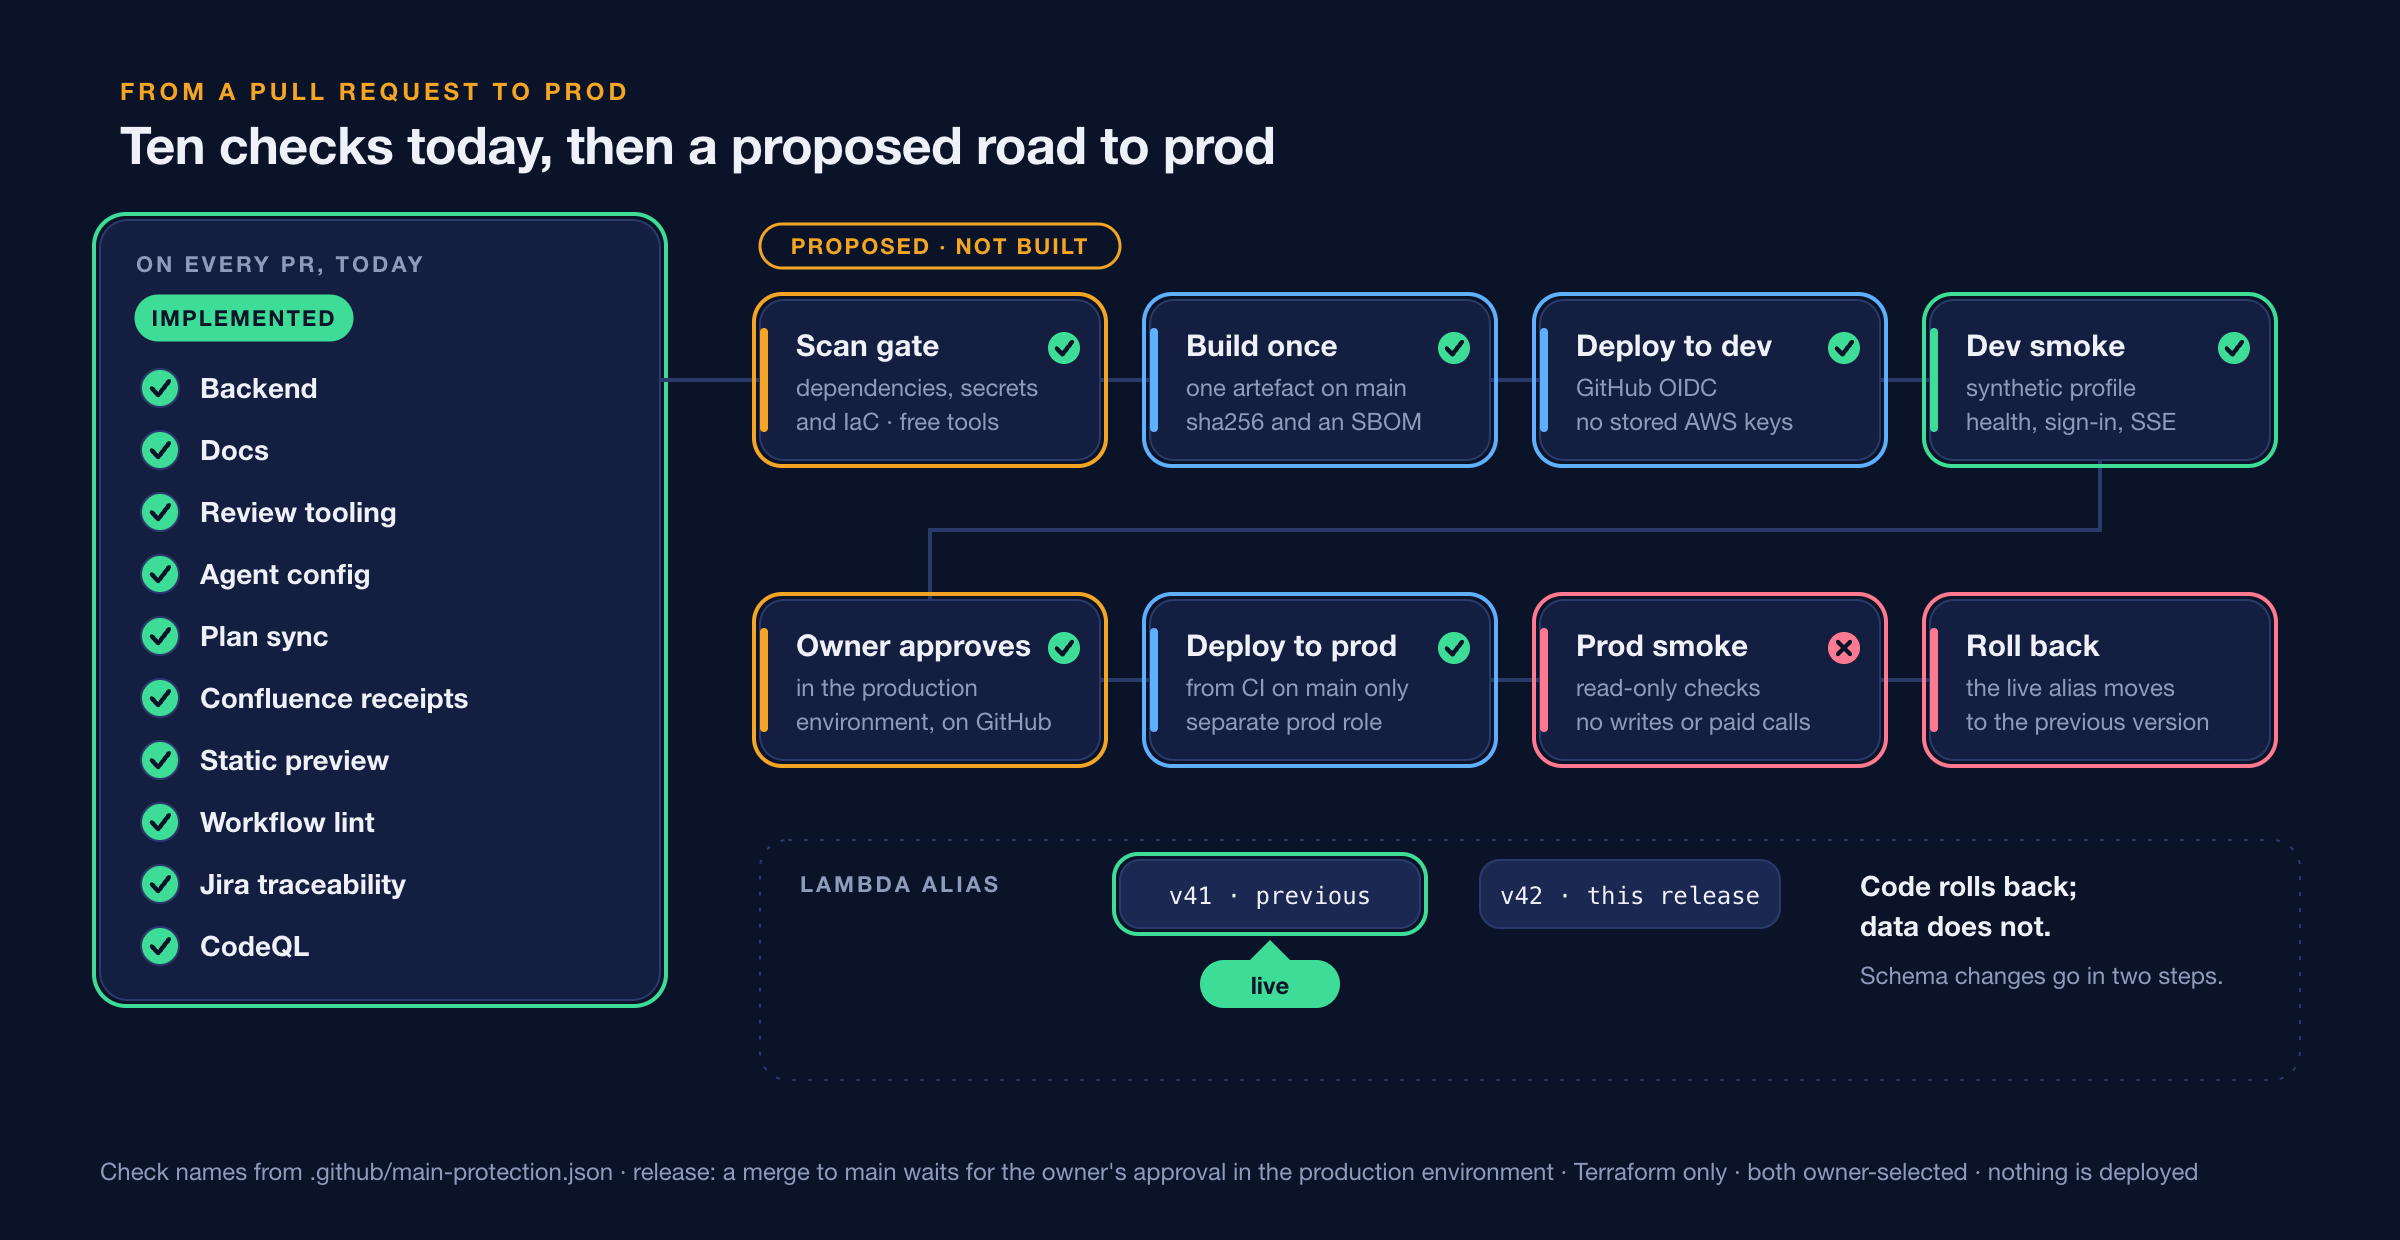 FROM A PULL REQUEST TO PROD
Ten checks today, then a proposed road to prod
ON EVERY PR, TODAY
IMPLEMENTED
Backend
Docs
Review tooling
Agent config
Plan sync
Confluence receipts
Static preview
Workflow lint
Jira traceability
CodeQL
PROPOSED · NOT BUILT
Scan gate
dependencies, secrets
and IaC · free tools
Build once
one artefact on main
sha256 and an SBOM
Deploy to dev
GitHub OIDC
no stored AWS keys
Dev smoke
synthetic profile
health, sign-in, SSE
Owner approves
in the production
environment, on GitHub
Deploy to prod
from CI on main only
separate prod role
Prod smoke
read-only checks
no writes or paid calls
Roll back
the live alias moves
to the previous version
LAMBDA ALIAS
v41 · previous
live
v42 · this release
Code rolls back;
data does not.
Schema changes go in two steps.
Check names from .github/main-protection.json · release: a merge to main waits for the owner's approval in the production environment · Terraform only · both owner-selected · nothing is deployed